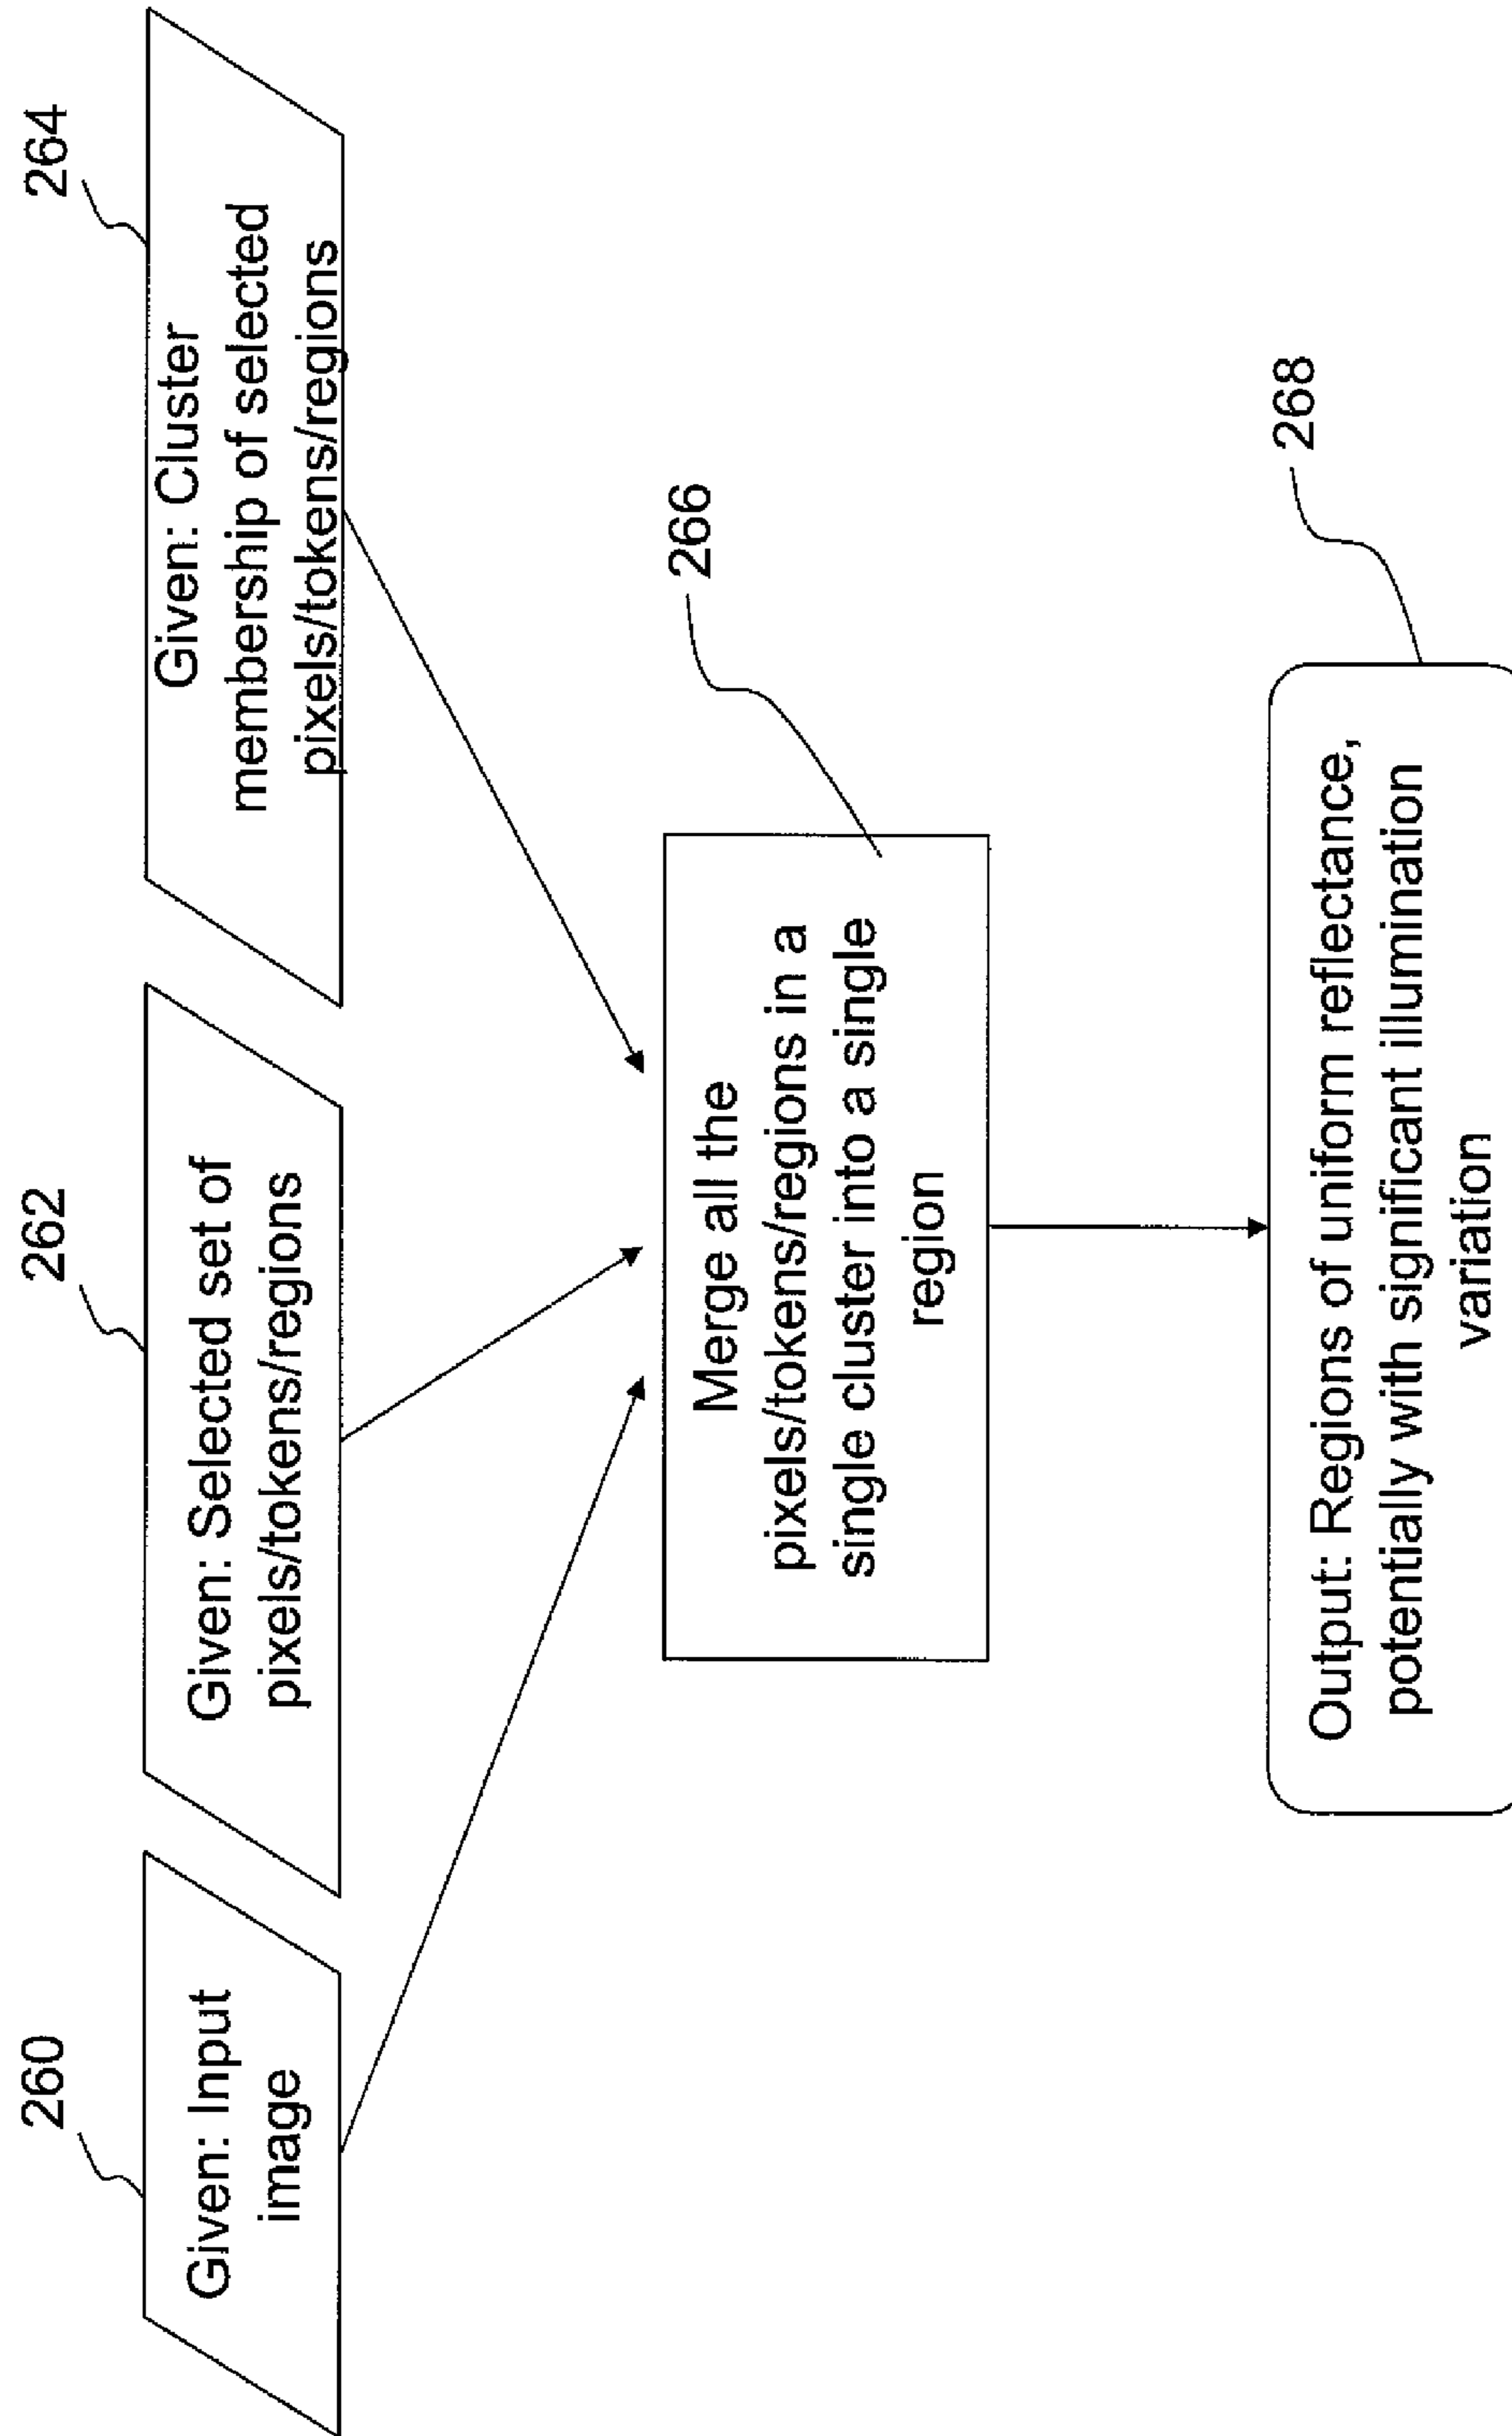 260
Given: Input
image
262
Given: Selected set of
pixels/tokens/regions
264
Given: Cluster
membership of selected
pixels/tokens/regions
266
Merge all the
pixels/tokens/regions in a
single cluster into a single
region
268
Output: Regions of uniform reflectance,
potentially with significant illumination
variation